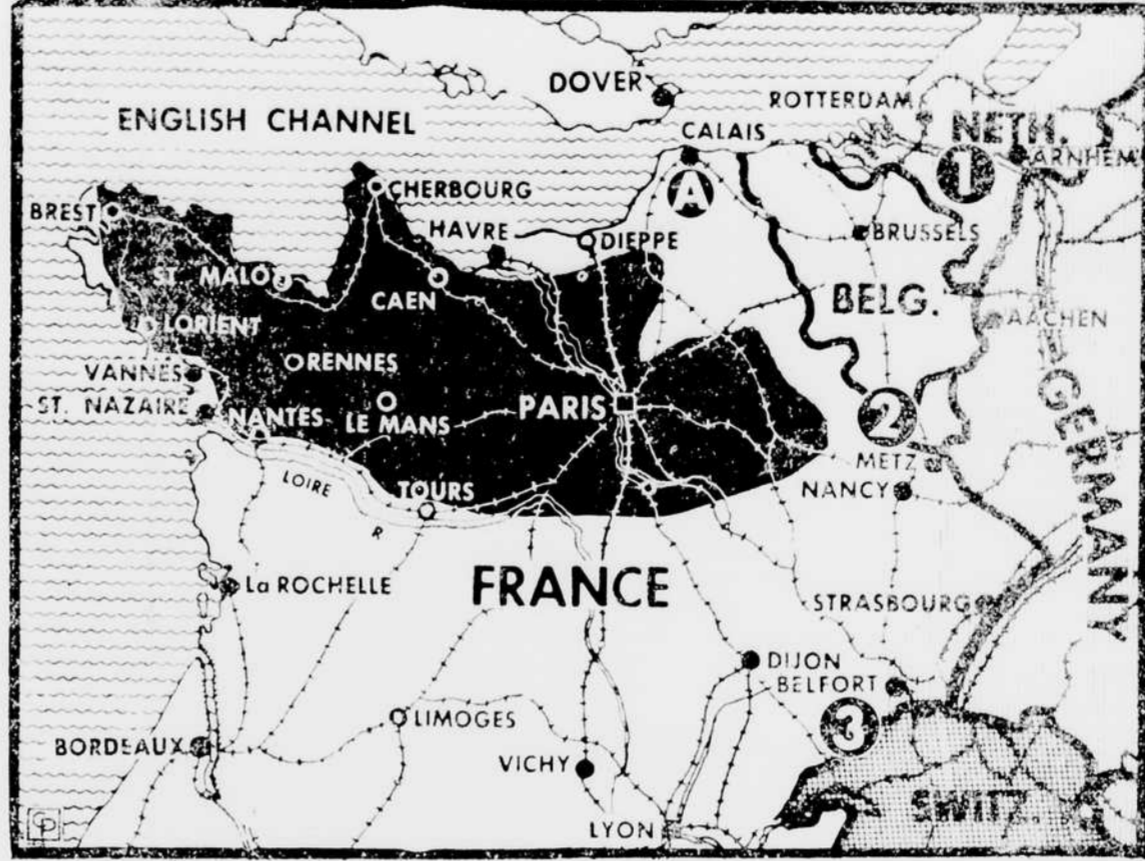 DOVER
ROTTERDAM
ENGLISH CHANNEL
NETH.
CALAIS
ARNHEM
1
A
CHERBOURG
BREST
HAVRE
DIEPPE
BRUSSELS
ST. MALO
CAEN
BELG.
LORIENT
AACHEN
RENNES
VANNES
GERMANY
ST. NAZAIRE
NANTES
LE MANS
PARIS
2
METZ
NANCY
LOIRE
R
TOURS
FRANCE
La ROCHELLE
STRASBOURG
DIJON
BELFORT
LIMOGES
3
BORDEAUX
VICHY
SWITZ.
CP
LYON